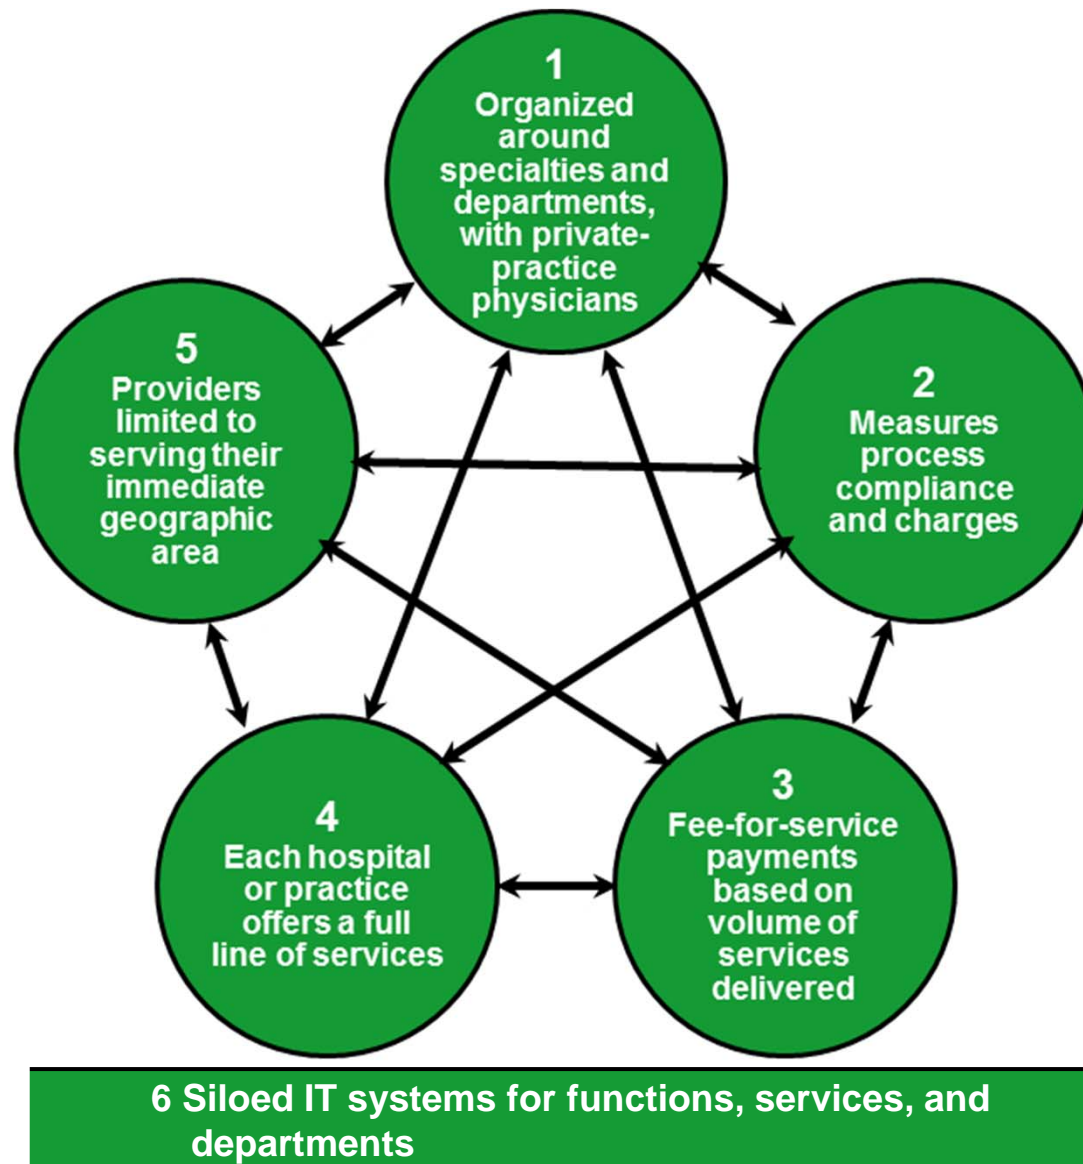 1
Organized
around
specialties and
departments,
with private-
practice
physicians
2
Measures
process
compliance
and charges
3
Fee-for-service
payments
based on
volume of
services
delivered
4
Each hospital
or practice
offers a full
line of services
5
Providers
limited to
serving their
immediate
geographic
area
6 Siloed IT systems for functions, services, and
departments